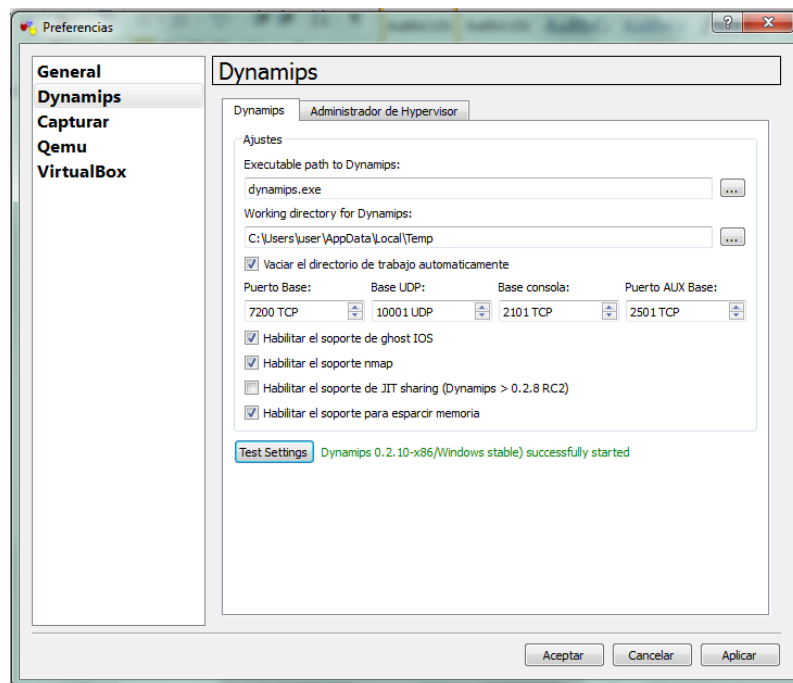 Preferencias
General
Dynamips
Capturar
Qemu
VirtualBox
Dynamips
Dynamips Administrador de Hypervisor
Ajustes
Executable path to Dynamips:
dynamips.exe ...
Working directory for Dynamips:
C:\Users\user\AppData\Local\Temp ...
Vaciar el directorio de trabajo automaticamente
Puerto Base: Base UDP: Base consola: Puerto AUX Base:
7200 TCP 10001 UDP 2101 TCP 2501 TCP
Habilitar el soporte de ghost IOS
Habilitar el soporte nmap
Habilitar el soporte de JIT sharing (Dynamips > 0.2.8 RC2)
Habilitar el soporte para esparcir memoria
Test Settings Dynamips 0.2.10-x86/Windows stable) successfully started
Aceptar Cancelar Aplicar